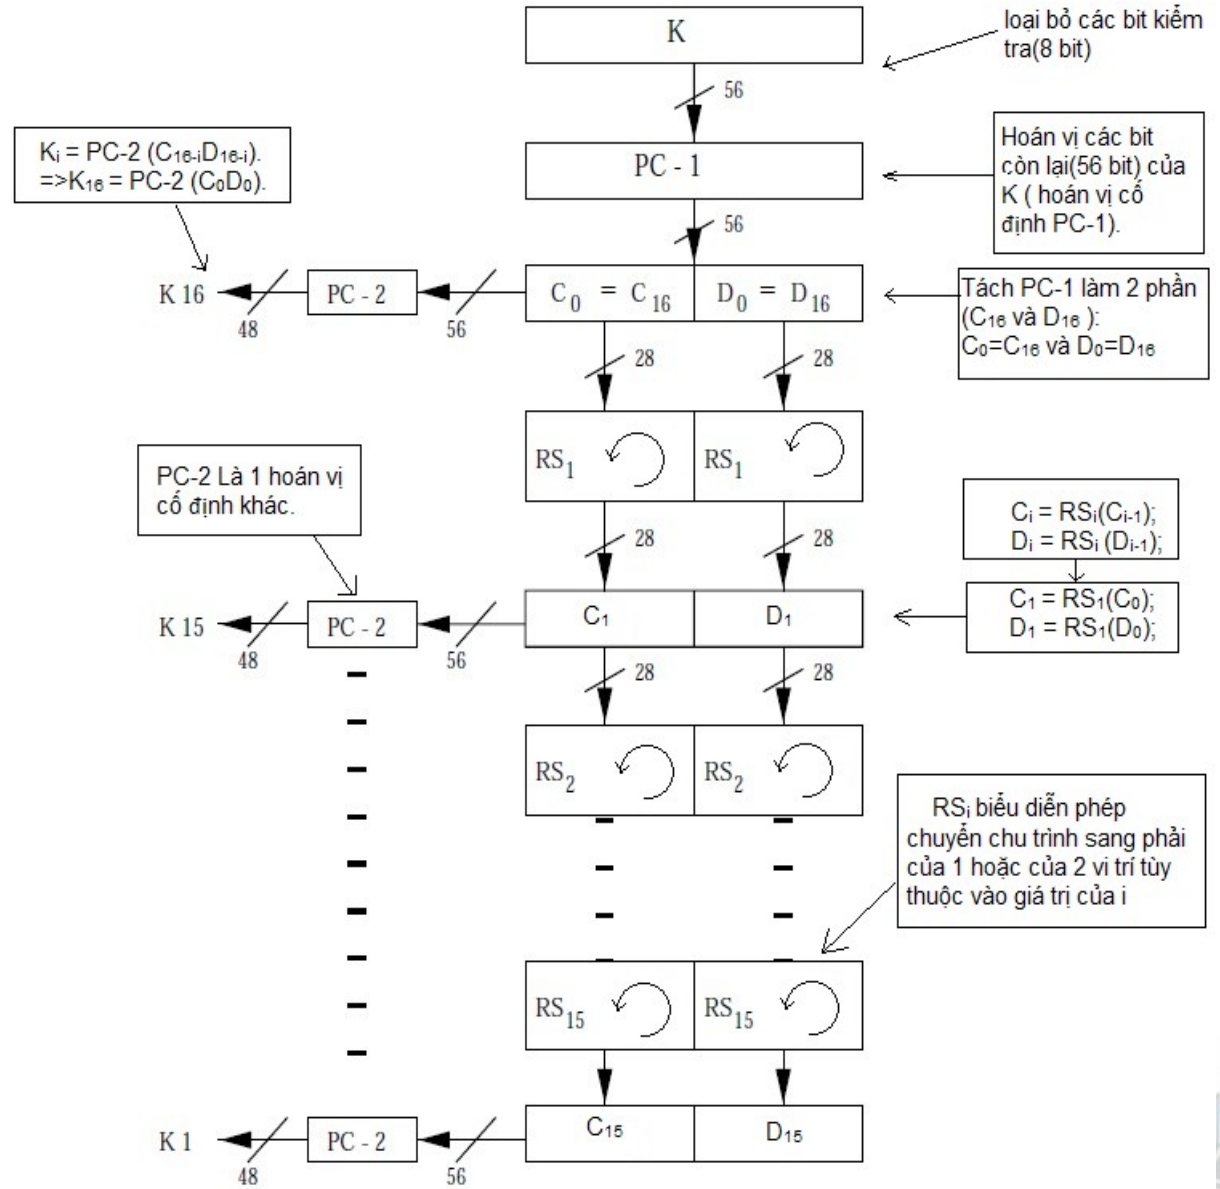 K
loại bỏ các bit kiểm
tra(8 bit)
56
Kᵢ = PC-2 (C₁₆₋ᵢD₁₆₋ᵢ).
=>K₁₆ = PC-2 (C₀D₀).
PC - 1
Hoán vị các bit
còn lại(56 bit) của
K ( hoán vị cố
định PC-1).
56
K 16
48
PC - 2
56
C₀ = C₁₆
D₀ = D₁₆
Tách PC-1 làm 2 phần
(C₁₆ và D₁₆ ):
C₀=C₁₆ và D₀=D₁₆
28
28
RS₁
RS₁
PC-2 Là 1 hoán vị
cố định khác.
28
28
Cᵢ = RSᵢ(Cᵢ₋₁);
Dᵢ = RSᵢ (Dᵢ₋₁);
C₁ = RS₁(C₀);
D₁ = RS₁(D₀);
K 15
48
PC - 2
56
C₁
D₁
28
28
RS₂
RS₂
RSᵢ biểu diễn phép
chuyển chu trình sang phải
của 1 hoặc của 2 vi trí tùy
thuộc vào giá trị của i
RS₁₅
RS₁₅
K 1
48
PC - 2
56
C₁₅
D₁₅